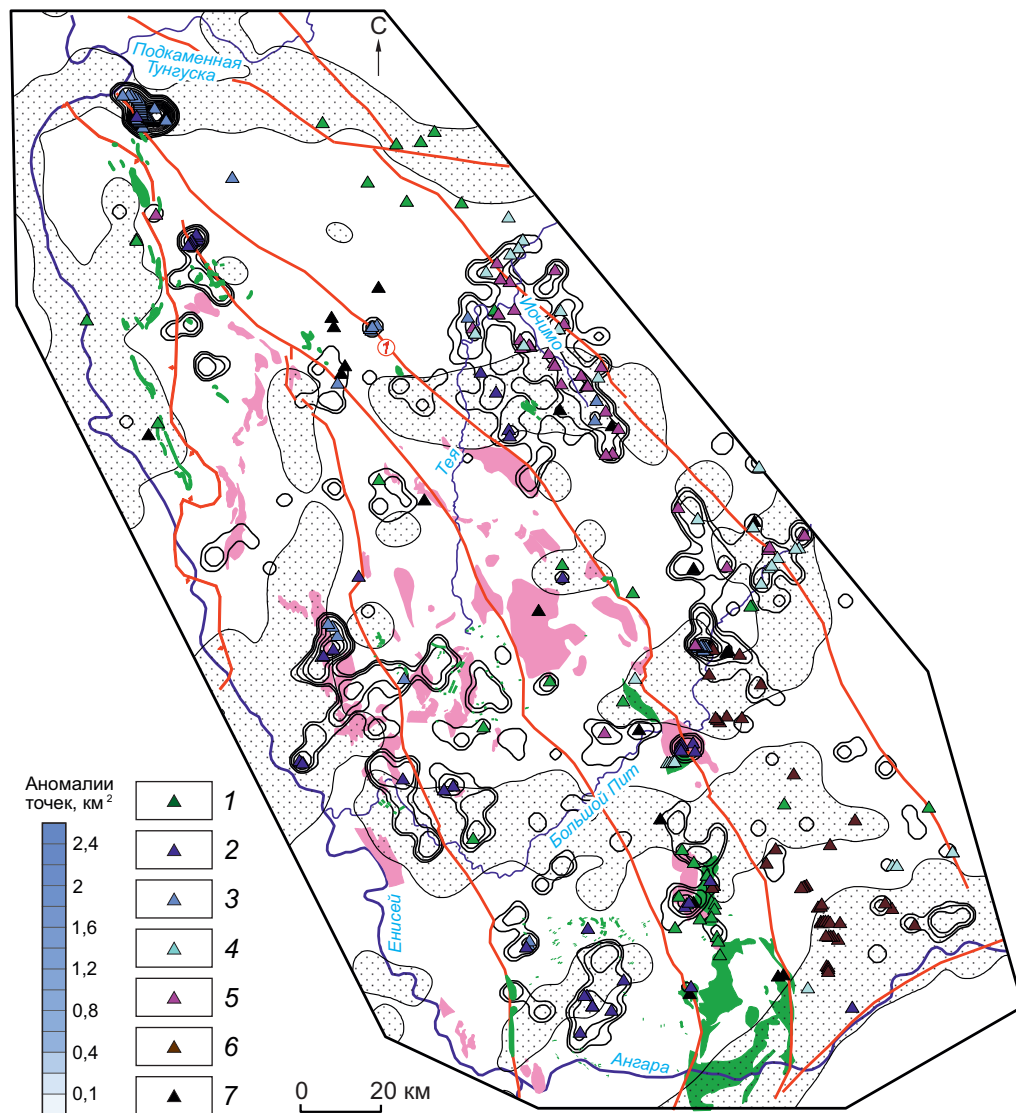 С
Подкаменная
Тунгуска
Иочимо
1
Тея
Большой Пит
Енисей
Ангара
Аномалии
точек, км²
2,4
2
1,6
1,2
0,8
0,4
0,1
1
2
3
4
5
6
7
0 20 км